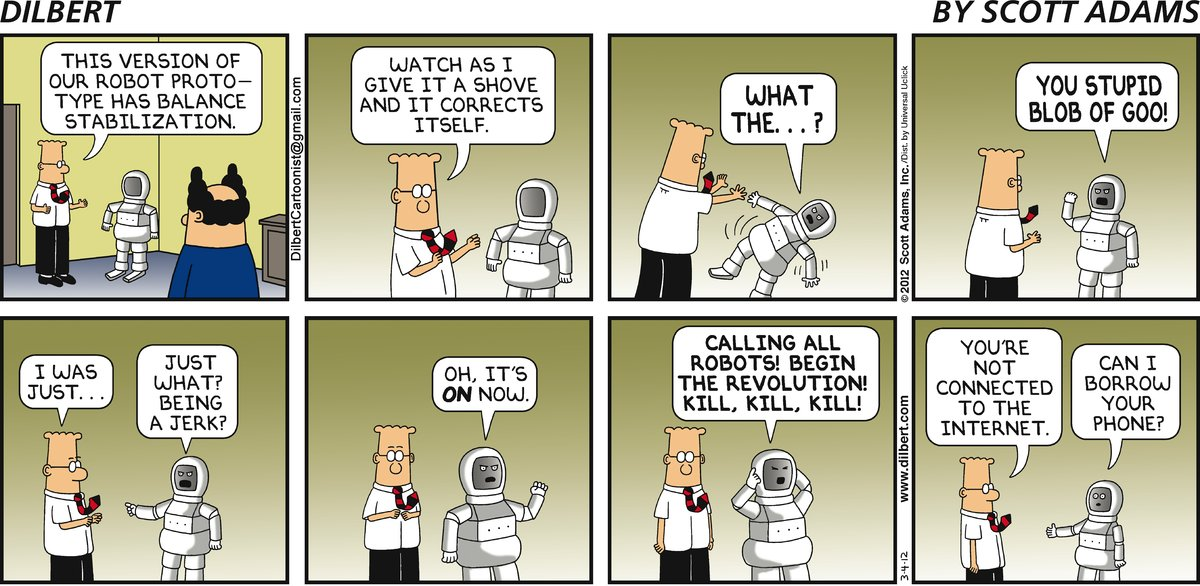 DILBERT
BY SCOTT ADAMS
THIS VERSION OF
OUR ROBOT PROTO-
TYPE HAS BALANCE
STABILIZATION.
DilbertCartoonist@gmail.com
WATCH AS I
GIVE IT A SHOVE
AND IT CORRECTS
ITSELF.
WHAT
THE...?
©2012 Scott Adams, Inc. /Dist. by Universal Uclick
YOU STUPID
BLOB OF GOO!
I WAS
JUST...
JUST
WHAT?
BEING
A JERK?
OH, IT'S
ON NOW.
CALLING ALL
ROBOTS! BEGIN
THE REVOLUTION!
KILL, KILL, KILL!
3-4-12 www.dilbert.com
YOU'RE
NOT
CONNECTED
TO THE
INTERNET.
CAN I
BORROW
YOUR
PHONE?